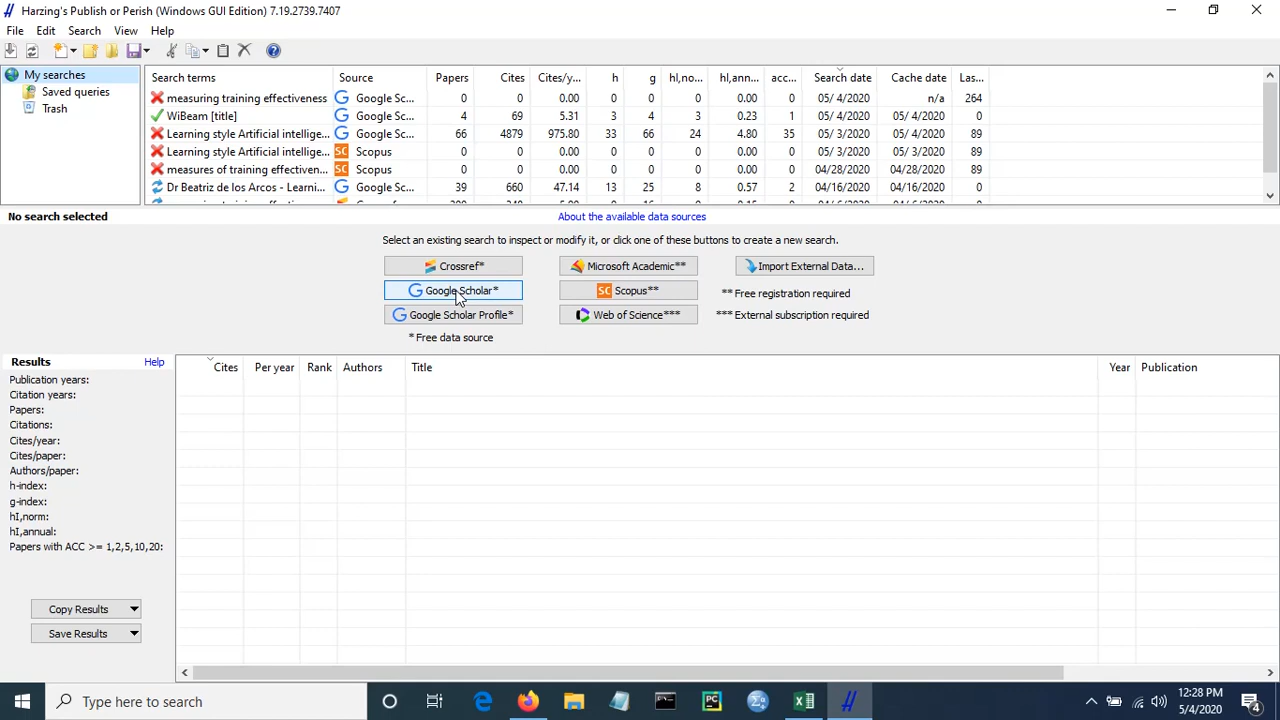 Harzing's Publish or Perish (Windows GUI Edition) 7.19.2739.7407
File Edit Search View Help
My searches
Saved queries
Trash
Search terms Source Papers Cites Cites/y... h g hI,no... hI,ann... acc... Search date Cache date Las...
measuring training effectiveness Google Sc... 0 0 0.00 0 0 0 0.00 0 05/ 4/2020 n/a 264
WiBeam [title] Google Sc... 4 69 5.31 3 4 3 0.23 1 05/ 4/2020 05/ 4/2020 0
Learning style Artificial intellige... Google Sc... 66 4879 975.80 33 66 24 4.80 35 05/ 3/2020 05/ 3/2020 89
Learning style Artificial intellige... Scopus 0 0 0.00 0 0 0 0.00 0 05/ 3/2020 05/ 3/2020 89
measures of training effectiven... Scopus 0 0 0.00 0 0 0 0.00 0 04/28/2020 04/28/2020 89
Dr Beatriz de los Arcos - Learni... Google Sc... 39 660 47.14 13 25 8 0.57 2 04/16/2020 04/16/2020 0
No search selected
About the available data sources
Select an existing search to inspect or modify it, or click one of these buttons to create a new search.
Crossref* Microsoft Academic** Import External Data...
Google Scholar* Scopus** ** Free registration required
Google Scholar Profile* Web of Science*** *** External subscription required
* Free data source
Results Help
Cites Per year Rank Authors Title Year Publication
Publication years:
Citation years:
Papers:
Citations:
Cites/year:
Cites/paper:
Authors/paper:
h-index:
g-index:
hI,norm:
hI,annual:
Papers with ACC >= 1,2,5,10,20:
Copy Results
Save Results
Type here to search
12:28 PM
5/4/2020
4